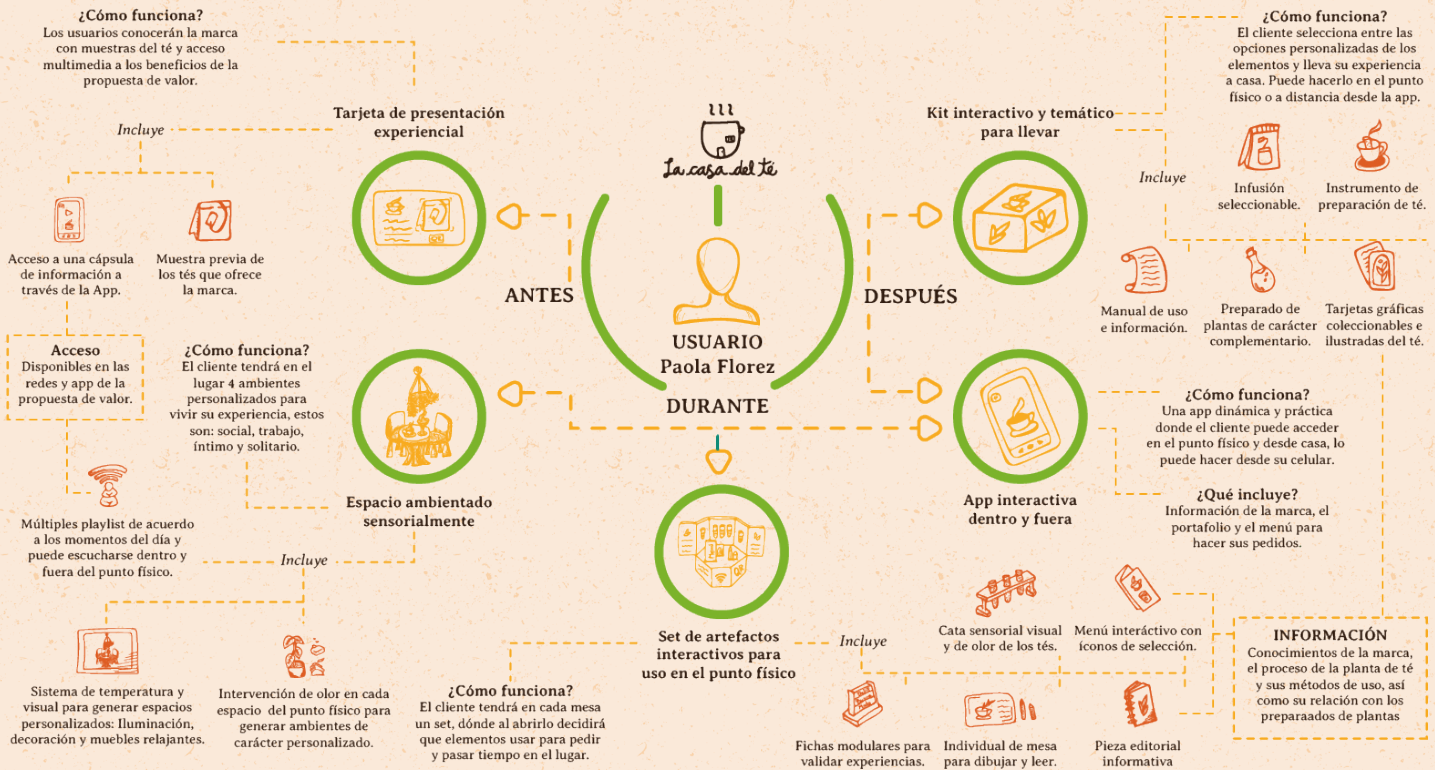 ¿Cómo funciona?
Los usuarios conocerán la marca
con muestras del té y acceso
multimedia a los beneficios de la
propuesta de valor.
Incluye
Tarjeta de presentación
experiencial
Acceso a una cápsula
de información a
través de la App.
Muestra previa de
los tés que ofrece
la marca.
Acceso
Disponibles en las
redes y app de la
propuesta de valor.
La casa del té
ANTES
USUARIO
Paola Florez
DESPUÉS
DURANTE
Kit interactivo y temático
para llevar
¿Cómo funciona?
El cliente selecciona entre las
opciones personalizadas de los
elementos y lleva su experiencia
a casa. Puede hacerlo en el punto
físico o a distancia desde la app.
Incluye
Infusión
seleccionable.
Instrumento de
preparación de té.
Manual de uso
e información.
Preparado de
plantas de carácter
complementario.
Tarjetas gráficas
coleccionables e
ilustradas del té.
¿Cómo funciona?
El cliente tendrá en el
lugar 4 ambientes
personalizados para
vivir su experiencia, estos
son: social, trabajo,
íntimo y solitario.
Espacio ambientado
sensorialmente
Múltiples playlist de acuerdo
a los momentos del día y
puede escucharse dentro y
fuera del punto físico.
Incluye
Sistema de temperatura y
visual para generar espacios
personalizados: Iluminación,
decoración y muebles relajantes.
Intervención de olor en cada
espacio del punto físico para
generar ambientes de
carácter personalizado.
App interactiva
dentro y fuera
¿Cómo funciona?
Una app dinámica y práctica
donde el cliente puede acceder
en el punto físico y desde casa, lo
puede hacer desde su celular.
¿Qué incluye?
Información de la marca, el
portafolio y el menú para
hacer sus pedidos.
Set de artefactos
interactivos para
uso en el punto físico
¿Cómo funciona?
El cliente tendrá en cada mesa
un set, dónde al abrirlo decidirá
que elementos usar para pedir
y pasar tiempo en el lugar.
Incluye
Cata sensorial visual
y de olor de los tés.
Menú interáctivo con
íconos de selección.
Fichas modulares para
validar experiencias.
Individual de mesa
para dibujar y leer.
Pieza editorial
informativa
INFORMACIÓN
Conocimientos de la marca,
el proceso de la planta de té
y sus métodos de uso, así
como su relación con los
preparaados de plantas